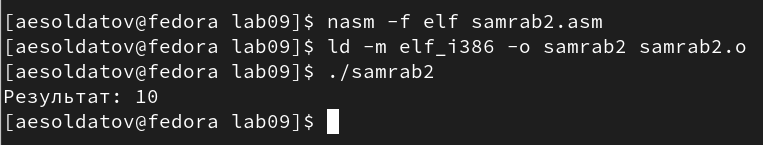 [aesoldatov@fedora lab09]$ nasm -f elf samrab2.asm
[aesoldatov@fedora lab09]$ ld -m elf_i386 -o samrab2 samrab2.o
[aesoldatov@fedora lab09]$ ./samrab2
Результат: 10
[aesoldatov@fedora lab09]$